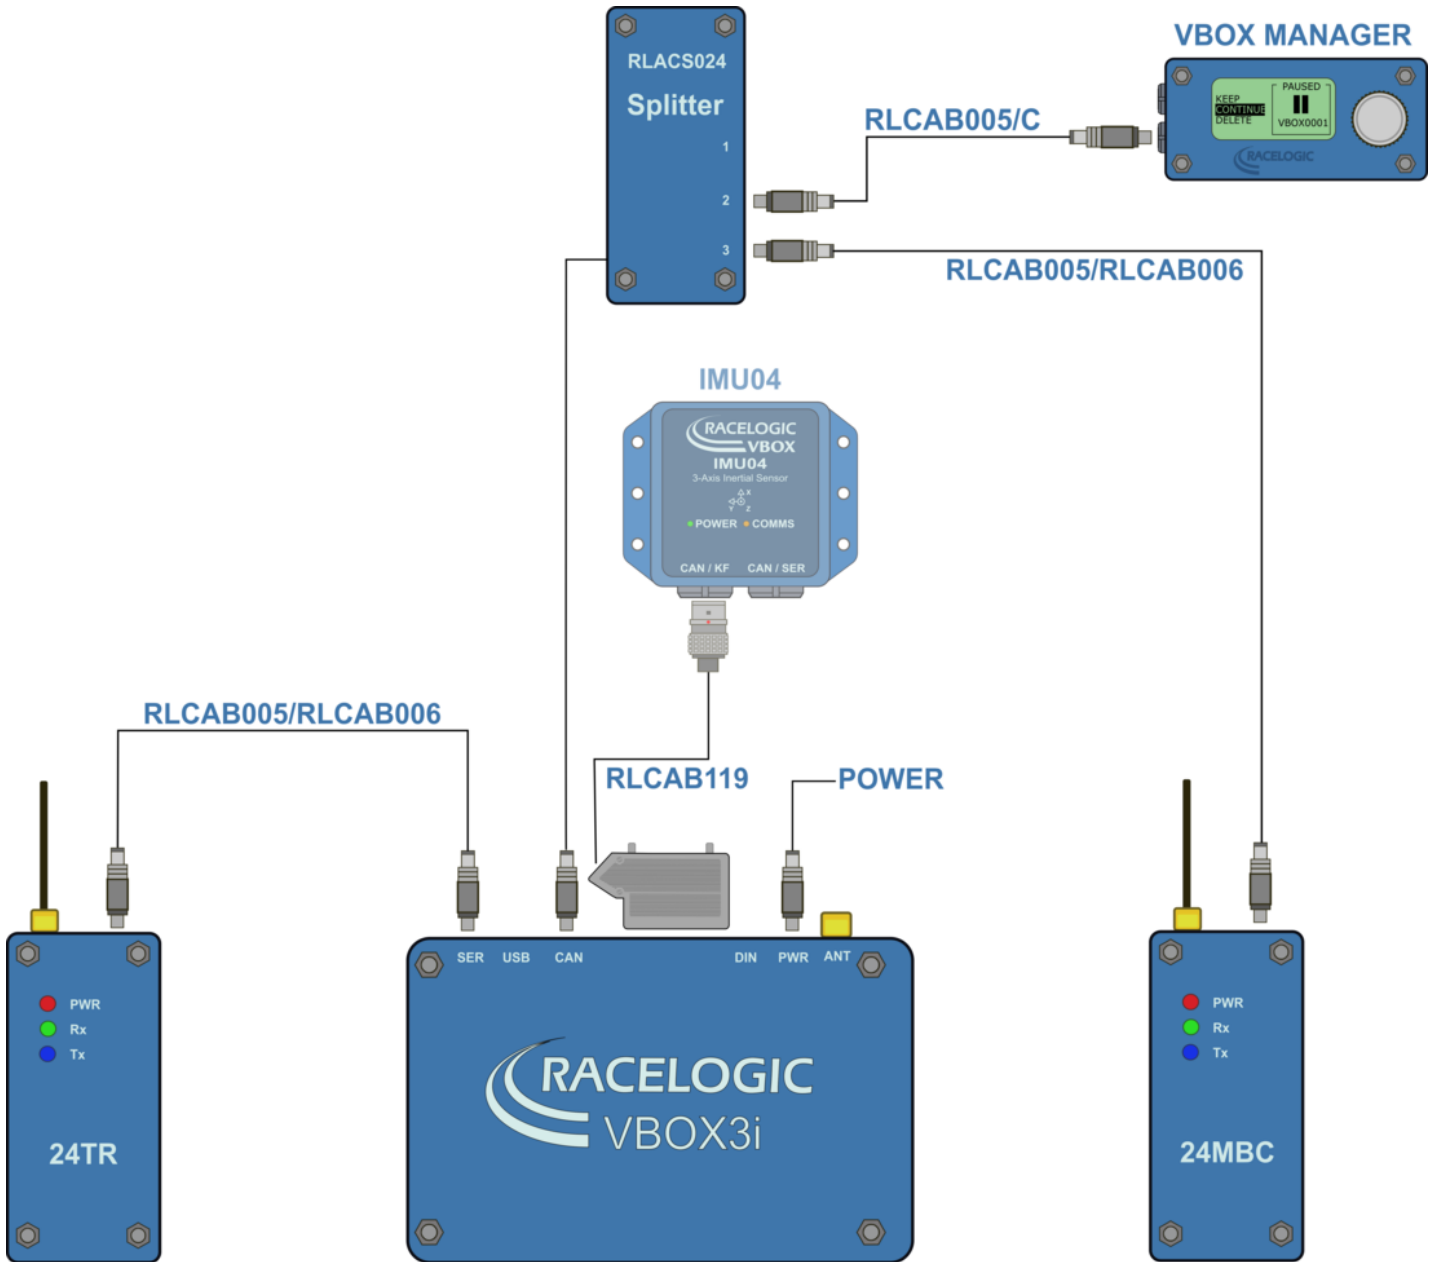 RLACS024
Splitter
1
2
3
VBOX MANAGER
KEEP
CONTINUE
DELETE
PAUSED
VBOX0001
RACELOGIC
RLCAB005/C
RLCAB005/RLCAB006
IMU04
RACELOGIC
VBOX
IMU04
3-Axis Inertial Sensor
X
Y
Z
POWER
COMMS
CAN / KF
CAN / SER
RLCAB005/RLCAB006
RLCAB119
POWER
PWR
Rx
Tx
24TR
SER
USB
CAN
DIN
PWR
ANT
RACELOGIC
VBOX3i
PWR
Rx
Tx
24MBC